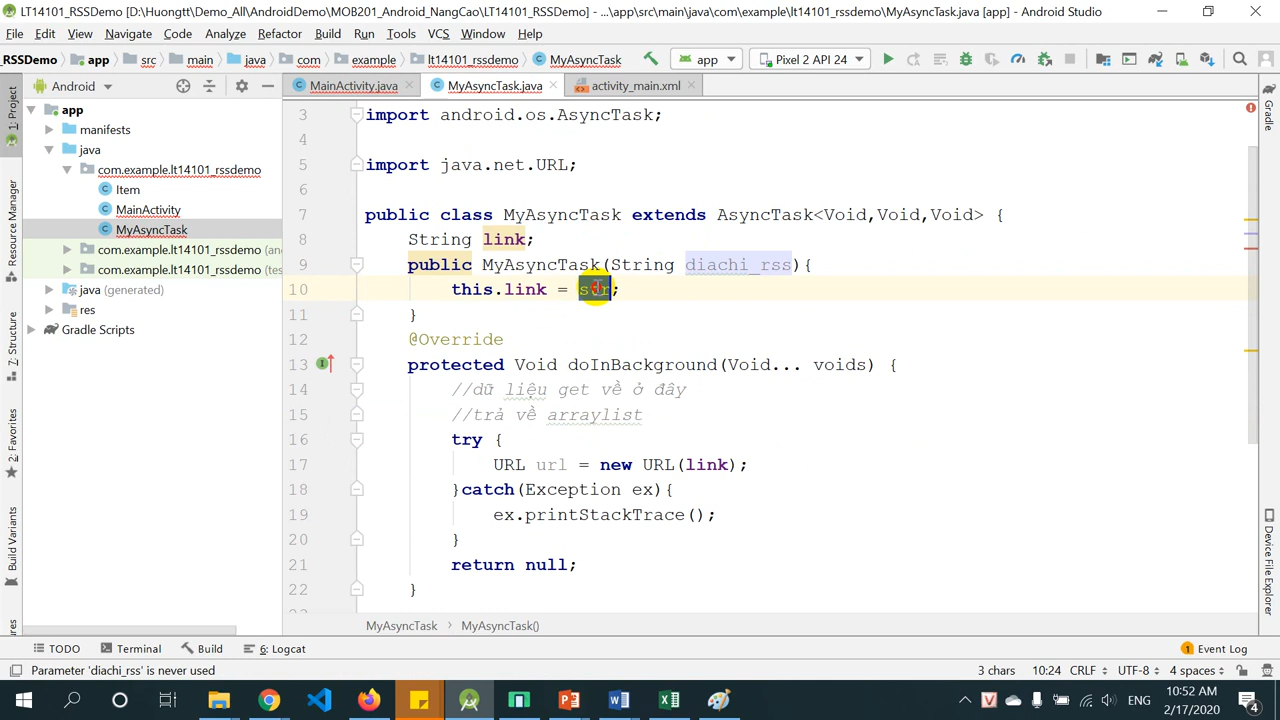 LT14101_RSSDemo [D:\Huongtt\Demo_All\AndroidDemo\MOB201_Android_NangCao\LT14101_RSSDemo] - ...\app\src\main\java\com\example\lt14101_rssdemo\MyAsyncTask.java [app] - Android Studio
File Edit View Navigate Code Analyze Refactor Build Run Tools VCS Window Help
_RSSDemo app src main java com example lt14101_rssdemo MyAsyncTask app Pixel 2 API 24
Android
MainActivity.java MyAsyncTask.java activity_main.xml
1: Project
Resource Manager
7: Structure
2: Favorites
Build Variants
app
manifests
java
com.example.lt14101_rssdemo
Item
MainActivity
MyAsyncTask
com.example.lt14101_rssdemo (and
com.example.lt14101_rssdemo (tes
java (generated)
res
Gradle Scripts
3 import android.os.AsyncTask;
4
5 import java.net.URL;
6
7 public class MyAsyncTask extends AsyncTask<Void,Void,Void> {
8 String link;
9 public MyAsyncTask(String diachi_rss){
10 this.link = str;
11 }
12 @Override
13 protected Void doInBackground(Void... voids) {
14 //dữ liệu get về ở đây
15 //trả về arraylist
16 try {
17 URL url = new URL(link);
18 }catch(Exception ex){
19 ex.printStackTrace();
20 }
21 return null;
22 }
Gradle
Device File Explorer
MyAsyncTask MyAsyncTask()
TODO Terminal Build 6: Logcat 1 Event Log
Parameter 'diachi_rss' is never used 3 chars 10:24 CRLF UTF-8 4 spaces
ENG 10:52 AM
2/17/2020 4